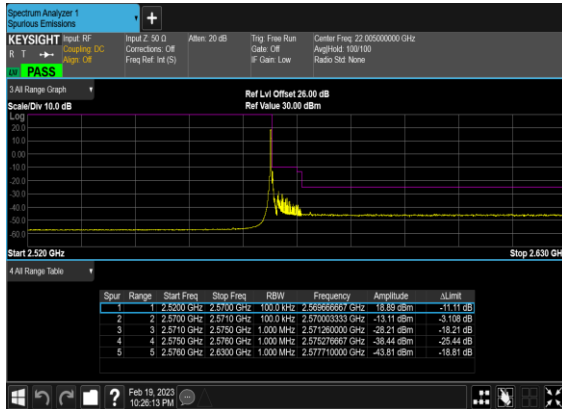 Spectrum Analyzer 1
Spurious Emissions
+
KEYSIGHT Input: RF Input Z: 50 Ω Atten: 20 dB Trig: Free Run Center Freq: 22.005000000 GHz
R T Coupling: DC Corrections: Off Gate: Off Avg|Hold: 100/100
Align: Off Freq Ref: Int (S) IF Gain: Low Radio Std: None
PASS
3 All Range Graph Ref Lvl Offset 26.00 dB
Scale/Div 10.0 dB Ref Value 30.00 dBm
Log
20.0
10.0
0.00
-10.0
-20.0
-30.0
-40.0
-50.0
-60.0
Start 2.520 GHz Stop 2.630 GHz
4 All Range Table
Spur Range Start Freq Stop Freq RBW Frequency Amplitude ΔLimit
1 1 2.5200 GHz 2.5700 GHz 100.0 kHz 2.569666667 GHz 18.89 dBm -11.11 dB
2 2 2.5700 GHz 2.5710 GHz 100.0 kHz 2.570003333 GHz -13.11 dBm -3.108 dB
3 3 2.5710 GHz 2.5750 GHz 1.000 MHz 2.571260000 GHz -28.21 dBm -18.21 dB
4 4 2.5750 GHz 2.5760 GHz 1.000 MHz 2.575276667 GHz -38.44 dBm -25.44 dB
5 5 2.5760 GHz 2.6300 GHz 1.000 MHz 2.577710000 GHz -43.81 dBm -18.81 dB
? Feb 19, 2023
10:26:13 PM